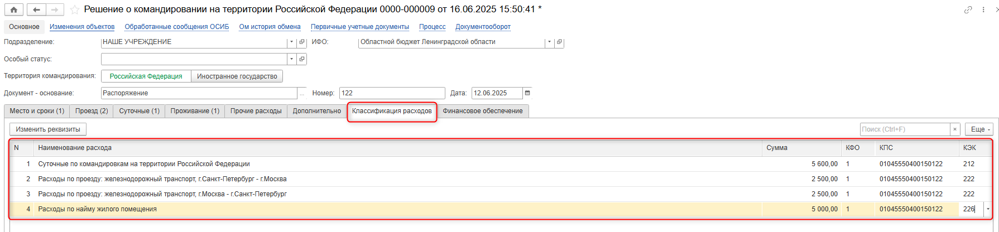 Решение о командировании на территории Российской Федерации 0000-000009 от 16.06.2025 15:50:41 *
Основное Изменения объектов Обработанные сообщения ОСИБ Ом история обмена Первичные учетные документы Процесс Документооборот
Подразделение: НАШЕ УЧРЕЖДЕНИЕ ИФО: Областной бюджет Ленинградской области
Особый статус:
Территория командирования: Российская Федерация Иностранное государство
Документ - основание: Распоряжение ... Номер: 122 Дата: 12.06.2025
Место и сроки (1) Проезд (2) Суточные (1) Проживание (1) Прочие расходы Дополнительно Классификация расходов Финансовое обеспечение
Изменить реквизиты Поиск (Ctrl+F) × Еще
N Наименование расхода Сумма КФО КПС КЭК
1 Суточные по командировкам на территории Российской Федерации 5 600,00 1 01045550400150122 212
2 Расходы по проезду: железнодорожный транспорт, г.Санкт-Петербург - г.Москва 2 500,00 1 01045550400150122 222
3 Расходы по проезду: железнодорожный транспорт, г.Москва - г.Санкт-Петербург 2 500,00 1 01045550400150122 222
4 Расходы по найму жилого помещения 5 000,00 1 01045550400150122 226